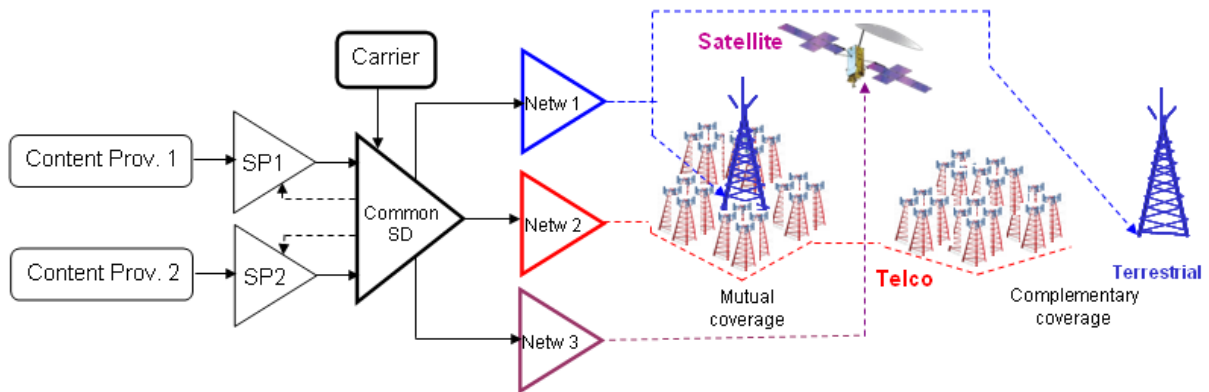 Carrier
Content Prov. 1
SP1
Common
SD
Content Prov. 2
SP2
Netw 1
Netw 2
Netw 3
Satellite
Telco
Terrestrial
Mutual
coverage
Complementary
coverage